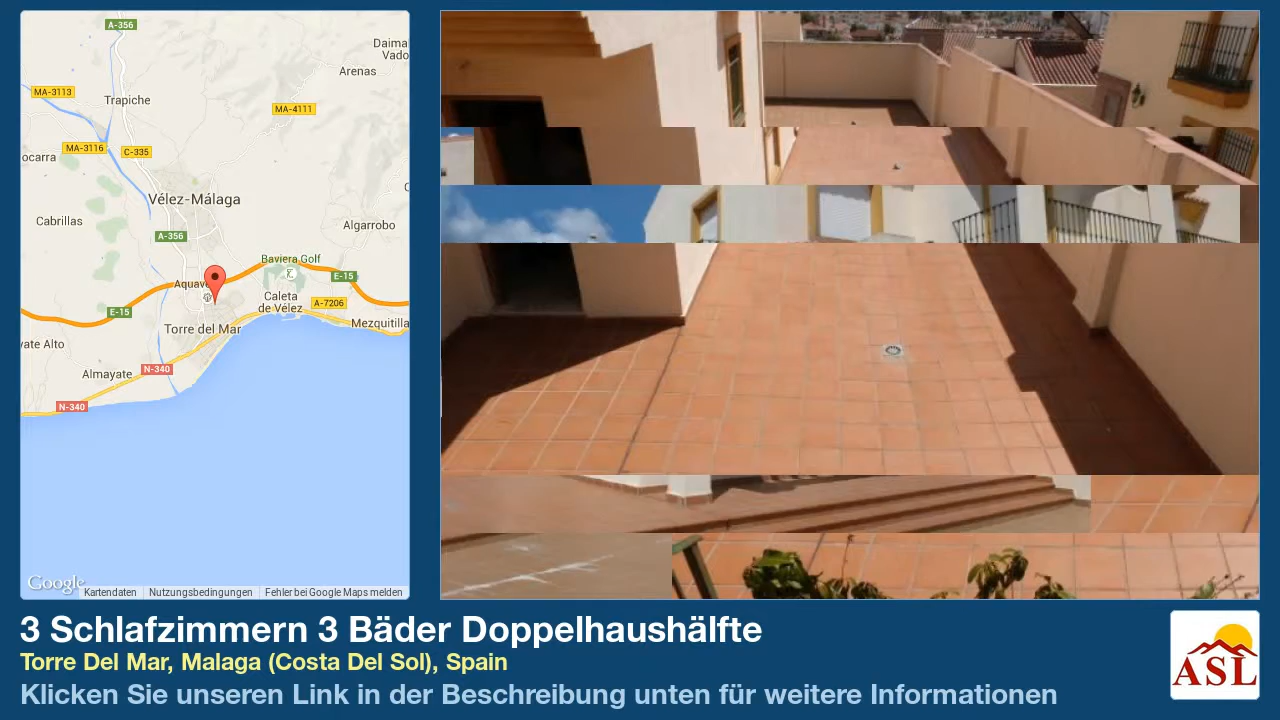 A-356
Daima
Vado
Arenas
MA-3113
Trapiche
MA-4111
MA-3116
C-335
ocarra
Vélez-Málaga
Cabrillas
Algarrobo
A-356
Baviera Golf
E-15
Aquave
Caleta
de Vélez
A-7206
E-15
Torre del Mar
Mezquitilla
yate Alto
Almayate
N-340
N-340
Google
Kartendaten
Nutzungsbedingungen
Fehler bei Google Maps melden
3 Schlafzimmern 3 Bäder Doppelhaushälfte
Torre Del Mar, Malaga (Costa Del Sol), Spain
Klicken Sie unseren Link in der Beschreibung unten für weitere Informationen
ASL